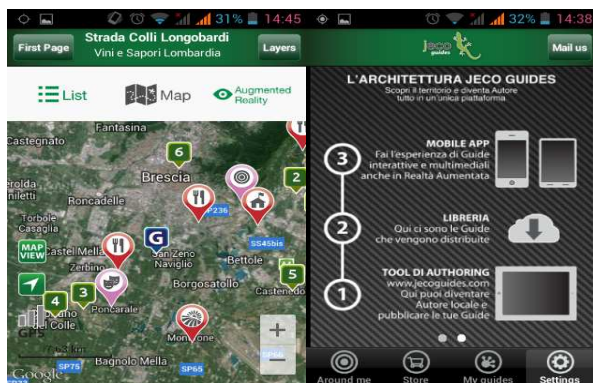 31% 14:45
First Page
Strada Colli Longobardi
Vini e Sapori Lombardia
Layers
List
Map
Augmented
Reality
Castegnato
Fantasina
6
Brescia
2
Roncadelle
SP236
Torbole
Casaglia
MAP
VIEW
Castel Mella
G
San Zeno
Naviglio
SS45bis
Bettole
Zerbino
Borgosatollo
5
4
3
Poncarale
GPS
+
-
Google
SP75
Bagnolo Mella
SP65
32% 14:38
jeco
guides
Mail us
L'ARCHITETTURA JECO GUIDES
Scopri il territorio e diventa Autore
tutto in un'unica piattaforma
3
MOBILE APP
Fai l'esperienza di Guide
interattive e multimediali
anche in Realtà Aumentata
2
LIBRERIA
Qui ci sono le Guide
che vengono distribuite
1
TOOL DI AUTHORING
www.jecoguides.com
Qui puoi diventare
Autore locale e
pubblicare le tue Guide
Around me
Store
My guides
Settings